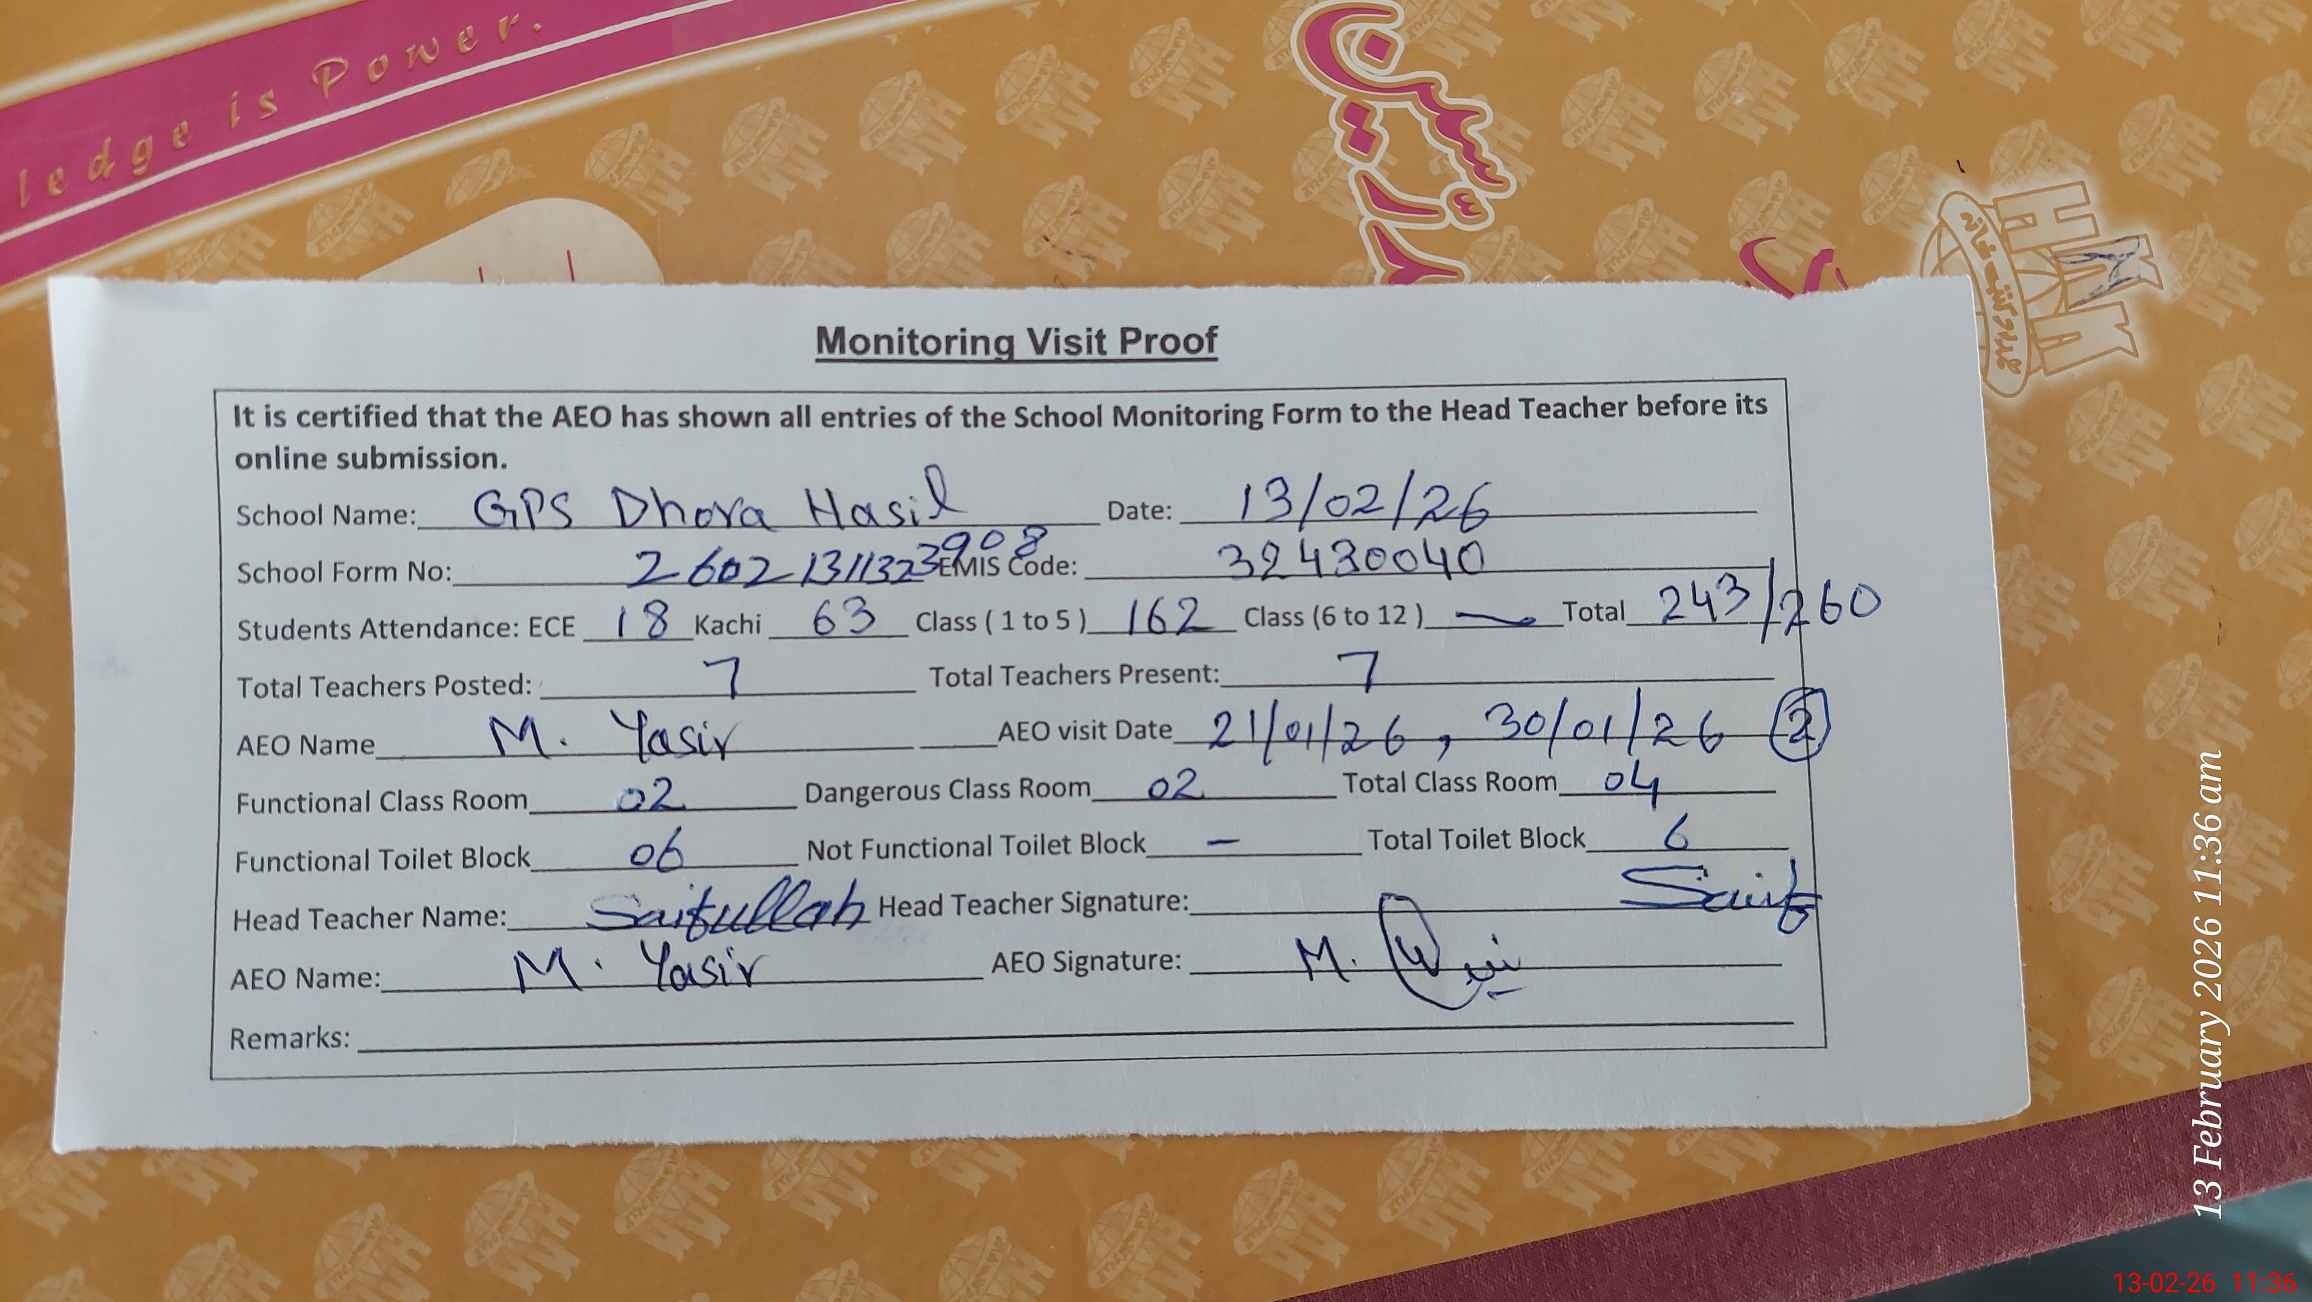 ledge is Power.
Monitoring Visit Proof
It is certified that the AEO has shown all entries of the School Monitoring Form to the Head Teacher before its
online submission.
School Name: GPS Dhora Hasil Date: 13/02/26
School Form No: 26021311323908 EMIS Code: 32430040
Students Attendance: ECE 18 Kachi 63 Class ( 1 to 5 ) 162 Class (6 to 12 ) — Total 243/260
Total Teachers Posted: 7 Total Teachers Present: 7
AEO Name M. Yasir AEO visit Date 21/01/26 , 30/01/26 2
Functional Class Room 02 Dangerous Class Room 02 Total Class Room 04
Functional Toilet Block 06 Not Functional Toilet Block — Total Toilet Block 6
Head Teacher Name: Saifullah Head Teacher Signature: Saif
AEO Name: M. Yasir AEO Signature: M.
Remarks:
13 February 2026 11:36 am
13-02-26 11:36